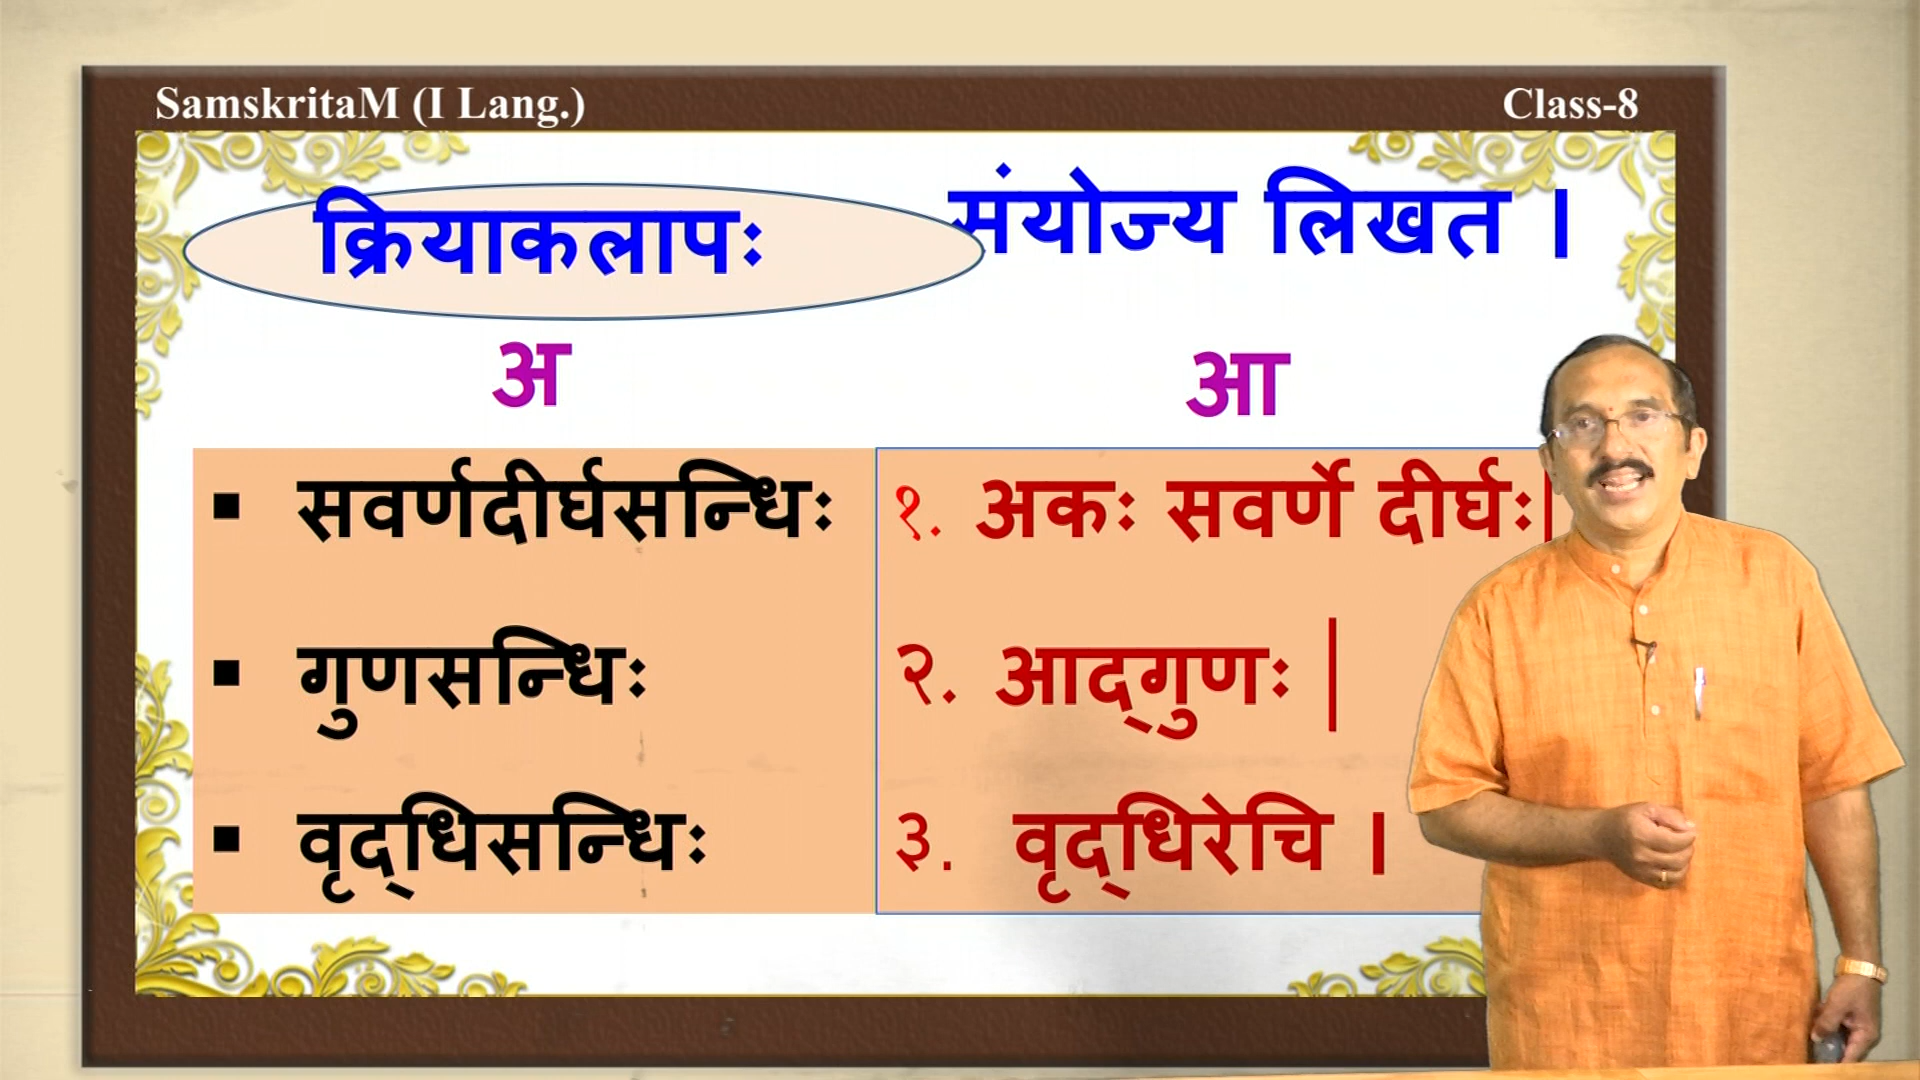 SamskritaM (I Lang.) Class-8
क्रियाकलापः संयोज्य लिखत ।
अ आ
▪ सवर्णदीर्घसन्धिः १. अकः सवर्णे दीर्घः|
▪ गुणसन्धिः २. आद्‌गुणः |
▪ वृद्‌धिसन्धिः ३. वृद्‌धिरेचि ।